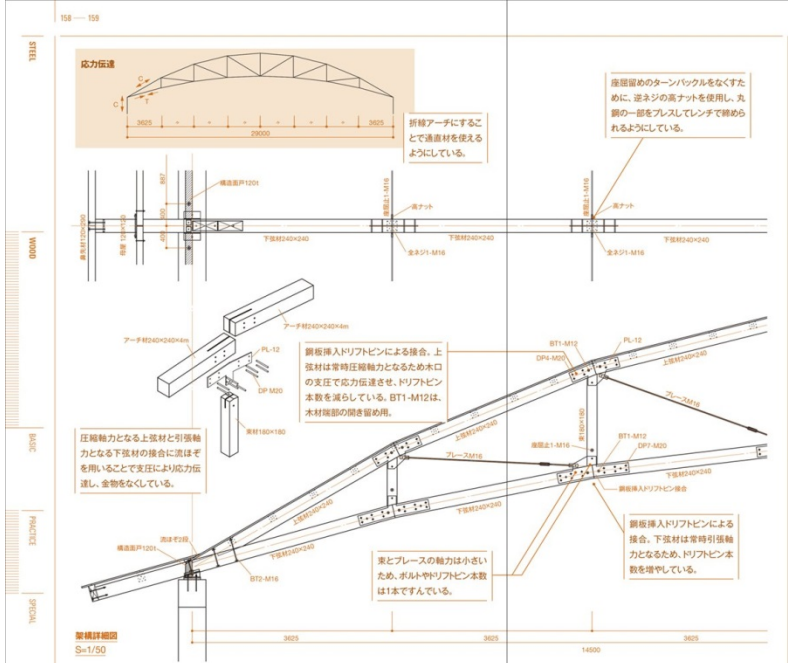 158 — 159
STEEL
WOOD
BASIC
PRACTICE
SPECIAL
応力伝達
C
C
T
3625
=
=
=
=
=
=
3625
29000
折線アーチにするこ
とで通直材を使える
ようにしている。
座屈留めのターンバックルをなくすた
めに、逆ネジの高ナットを使用し、丸
鋼の一部をプレスしてレンチで締めら
れるようにしている。
構造面戸120t
座屈止1-M16
高ナット
座屈止1-M16
高ナット
母屋 120×120
下弦材240×240
下弦材240×240
全ネジ1-M16
全ネジ1-M16
アーチ材240×240×4m
アーチ材240×240×4m
PL-12
DP M20
束材180×180
鋼板挿入ドリフトピンによる接合。上
弦材は常時圧縮軸力となるため木口
の支圧で応力伝達させ、ドリフトピン
本数を減らしている。BT1-M12は、
木材端部の開き留め用。
圧縮軸力となる上弦材と引張軸
力となる下弦材の接合に流ほぞ
を用いることで支圧により応力伝
達し、金物をなくしている。
BT1-M12
DP4-M20
PL-12
上弦材240×240
上弦材240×240
上弦材240×240
ブレースM16
ブレースM16
束180×180
座屈止1-M16
BT1-M12
DP7-M20
下弦材240×240
下弦材240×240
下弦材240×240
鋼板挿入ドリフトピン接合
流ほぞ2段
構造面戸120t
BT2-M16
束とブレースの軸力は小さい
ため、ボルトやドリフトピン本数
は1本ですんでいる。
鋼板挿入ドリフトピンによる
接合。下弦材は常時引張軸
力となるため、ドリフトピン本
数を増やしている。
架構詳細図
S=1/50
3625
3625
3625
14500